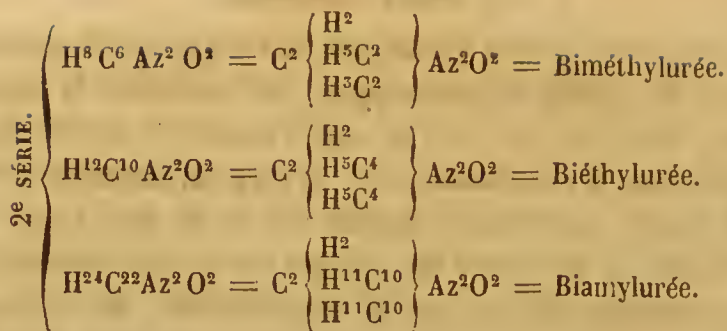 2e SÉRIE.
H² 
H⁸ C⁶ Az² O² = C² { H⁵C² } Az²O² = Biméthylurée.
H³C²
H²
H¹²C¹⁰Az²O² = C² { H⁵C⁴ } Az²O² = Biéthylurée.
H⁵C⁴
H²
H²⁴C²²Az² O² = C² { H¹¹C¹⁰ } Az²O² = Biamylurée.
H¹¹C¹⁰